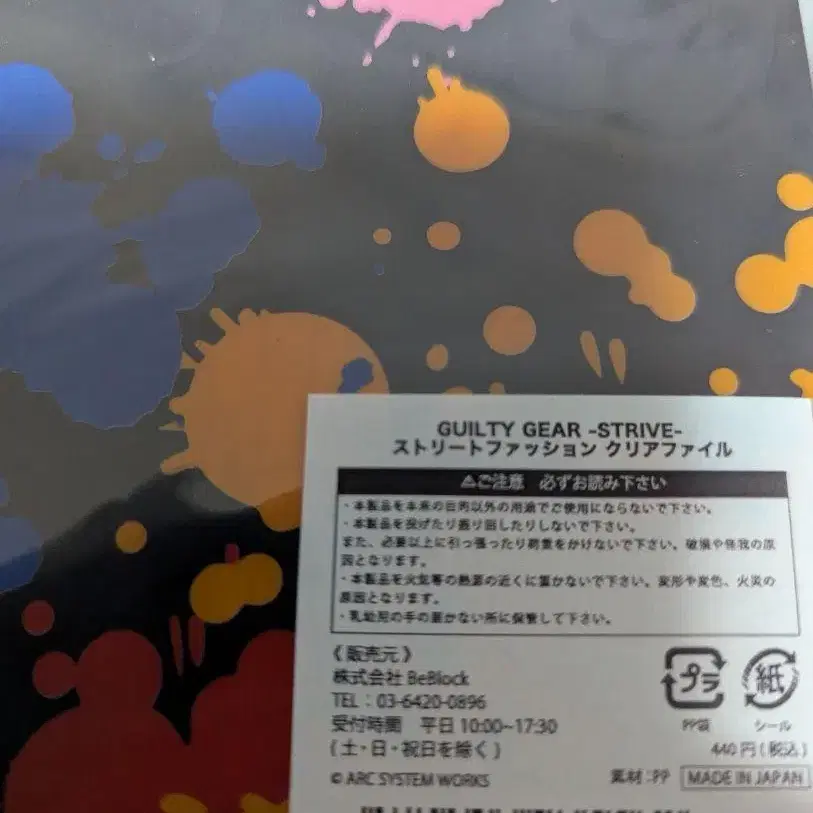 GUILTY GEAR -STRIVE-
ストリートファッション クリアファイル
⚠ご注意 必ずお読み下さい
・本製品を本来の目的以外の用途でご使用にならないで下さい。
・本製品を投げたり振り回したりしないで下さい。
また、必要以上に引っ張ったり荷重をかけないで下さい。破損や怪我の原
因となります。
・本製品を火気等の熱源の近くに置かないで下さい。変形や変色、火災の
原因となります。
・乳幼児の手の届かない所に保管して下さい。
《販売元》
株式会社 BeBlock
TEL：03-6420-0896
受付時間 平日 10:00~17:30
(土・日・祝日を除く)
© ARC SYSTEM WORKS
プラ
PP袋
紙
シール
440円(税込)
素材：PP
MADE IN JAPAN